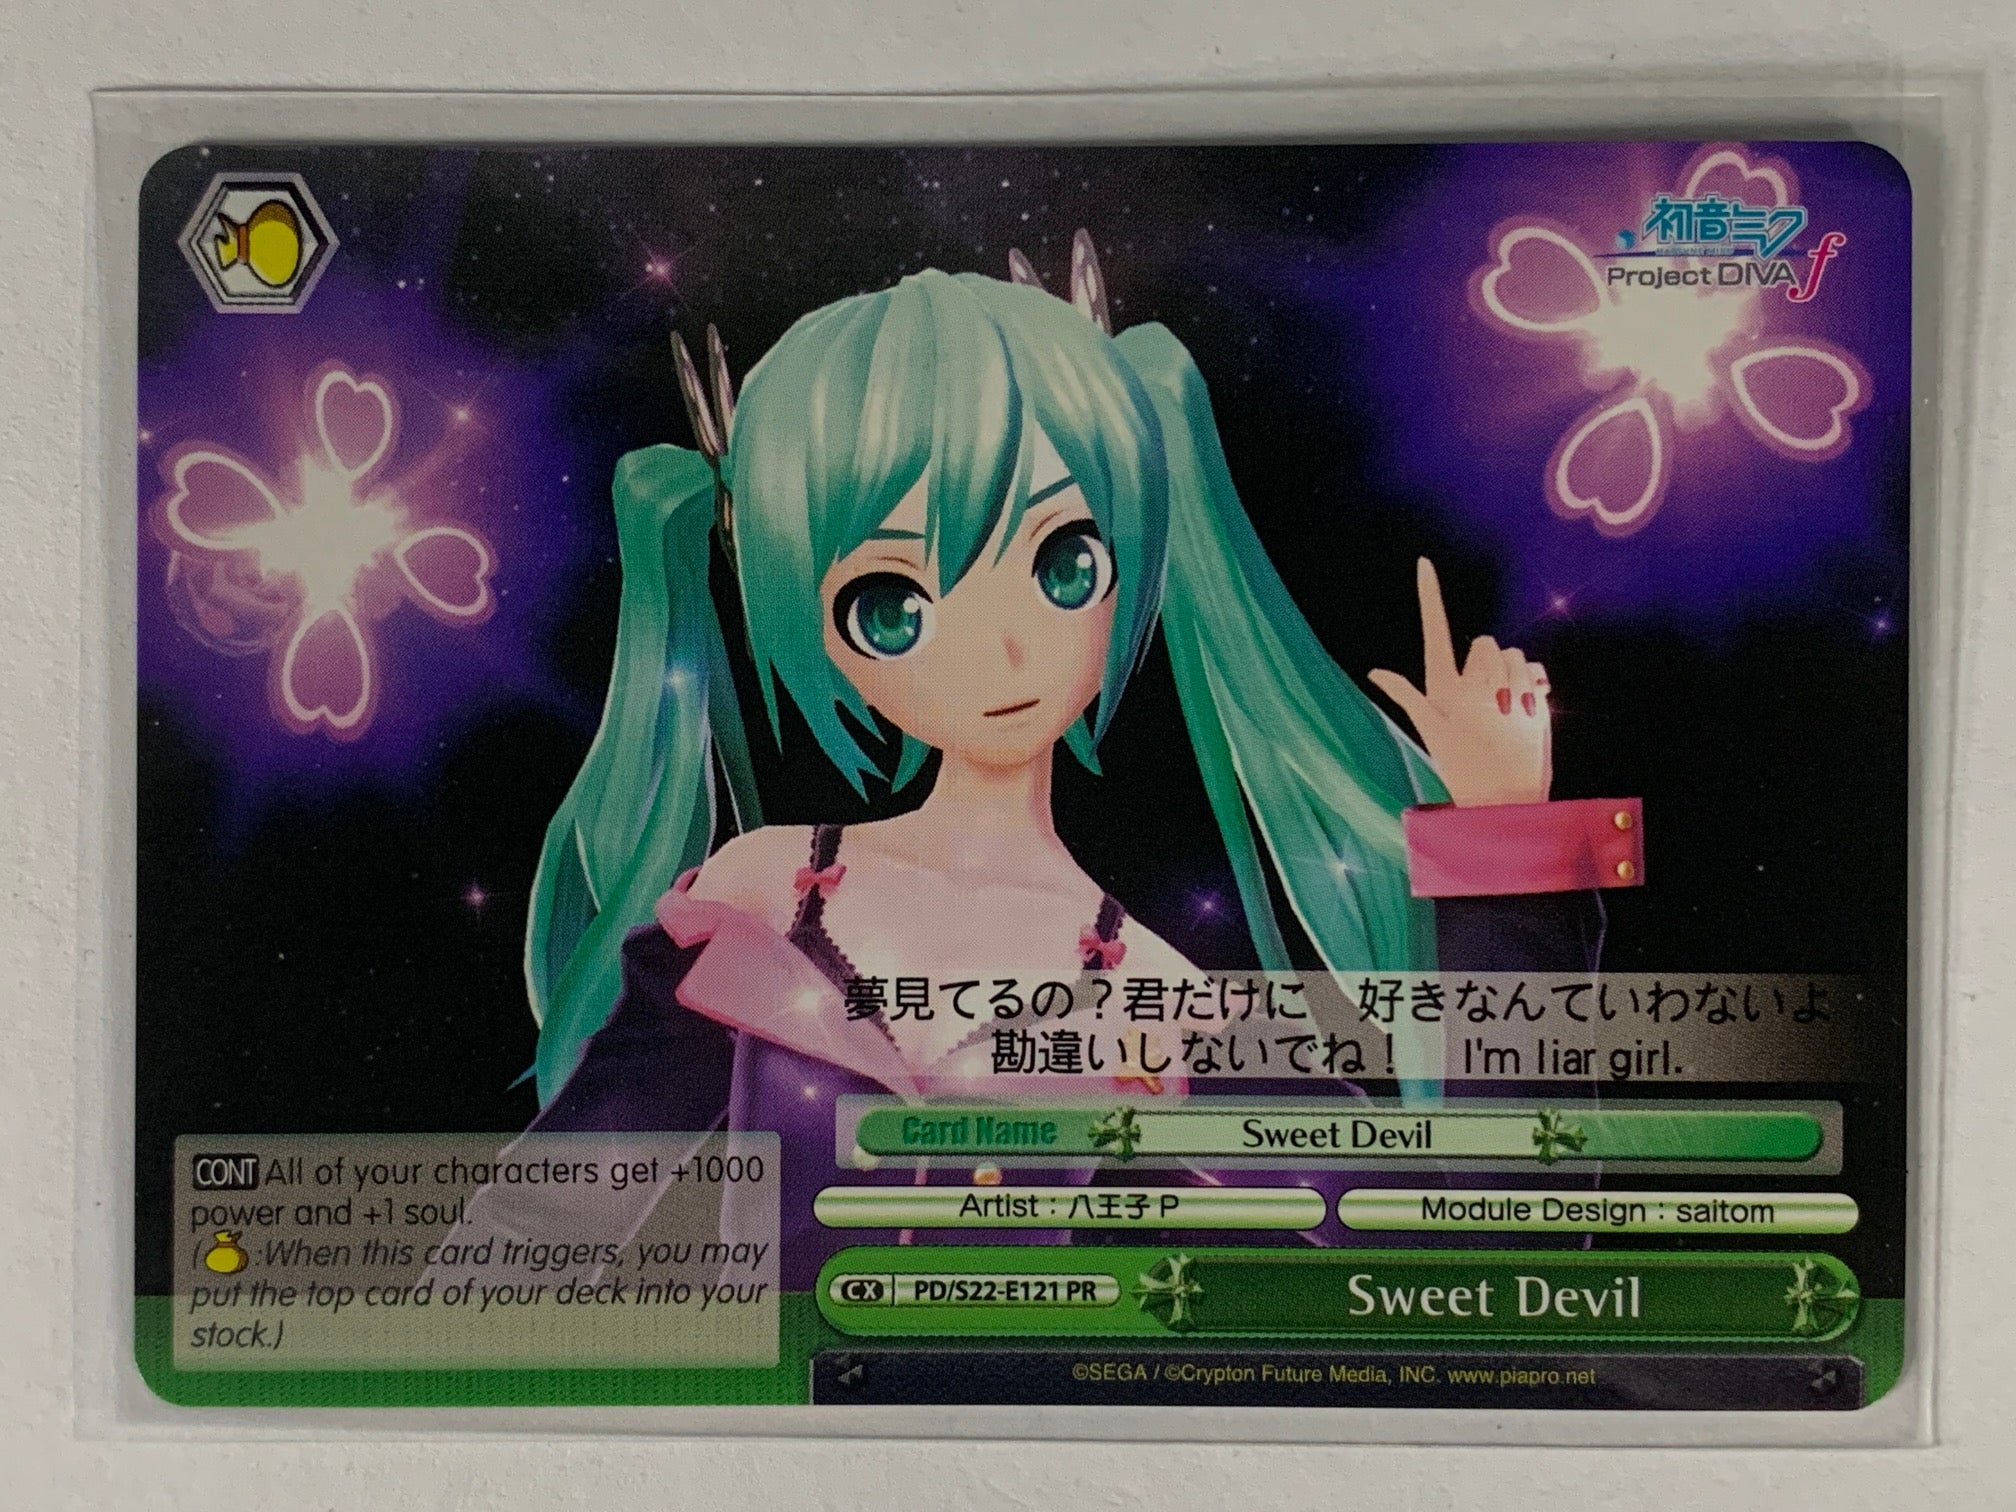 初音ミク
Project DIVA f
夢見てるの?君だけに 好きなんていわないよ
勘違いしないでね! I'm liar girl.
Card Name Sweet Devil
Artist:八王子P
Module Design:saitom
CONT All of your characters get +1000
power and +1 soul.
( :When this card triggers, you may
put the top card of your deck into your
stock.)
CX PD/S22-E121 PR Sweet Devil
©SEGA / ©Crypton Future Media, INC. www.piapro.net